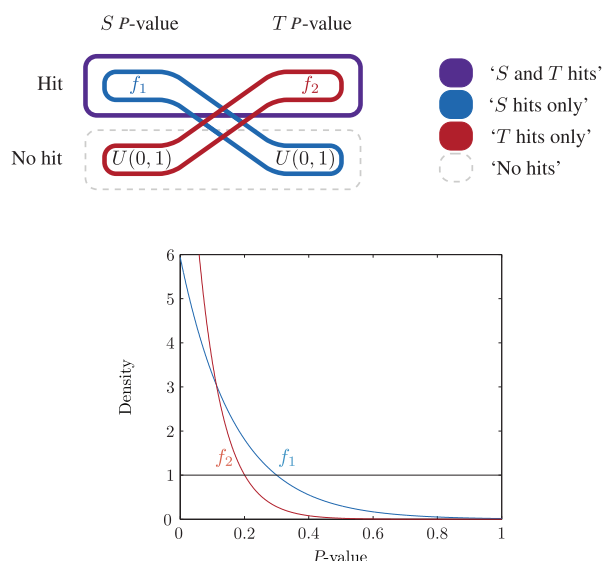 S P-value T P-value
Hit f₁ f₂ 'S and T hits'
'S hits only'
'T hits only'
No hit U(0, 1) U(0, 1) 'No hits'
6
5
4
3
2
1
0
Density
f₂ f₁
0 0.2 0.4 0.6 0.8 1
P-value